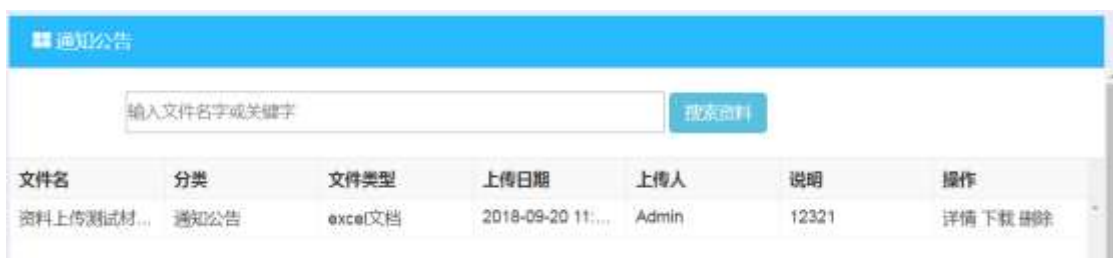 通知公告
输入文件名字或关键字 搜索资料
文件名 分类 文件类型 上传日期 上传人 说明 操作
资料上传测试材... 通知公告 excel文档 2018-09-20 11:... Admin 12321 详情 下载 删除